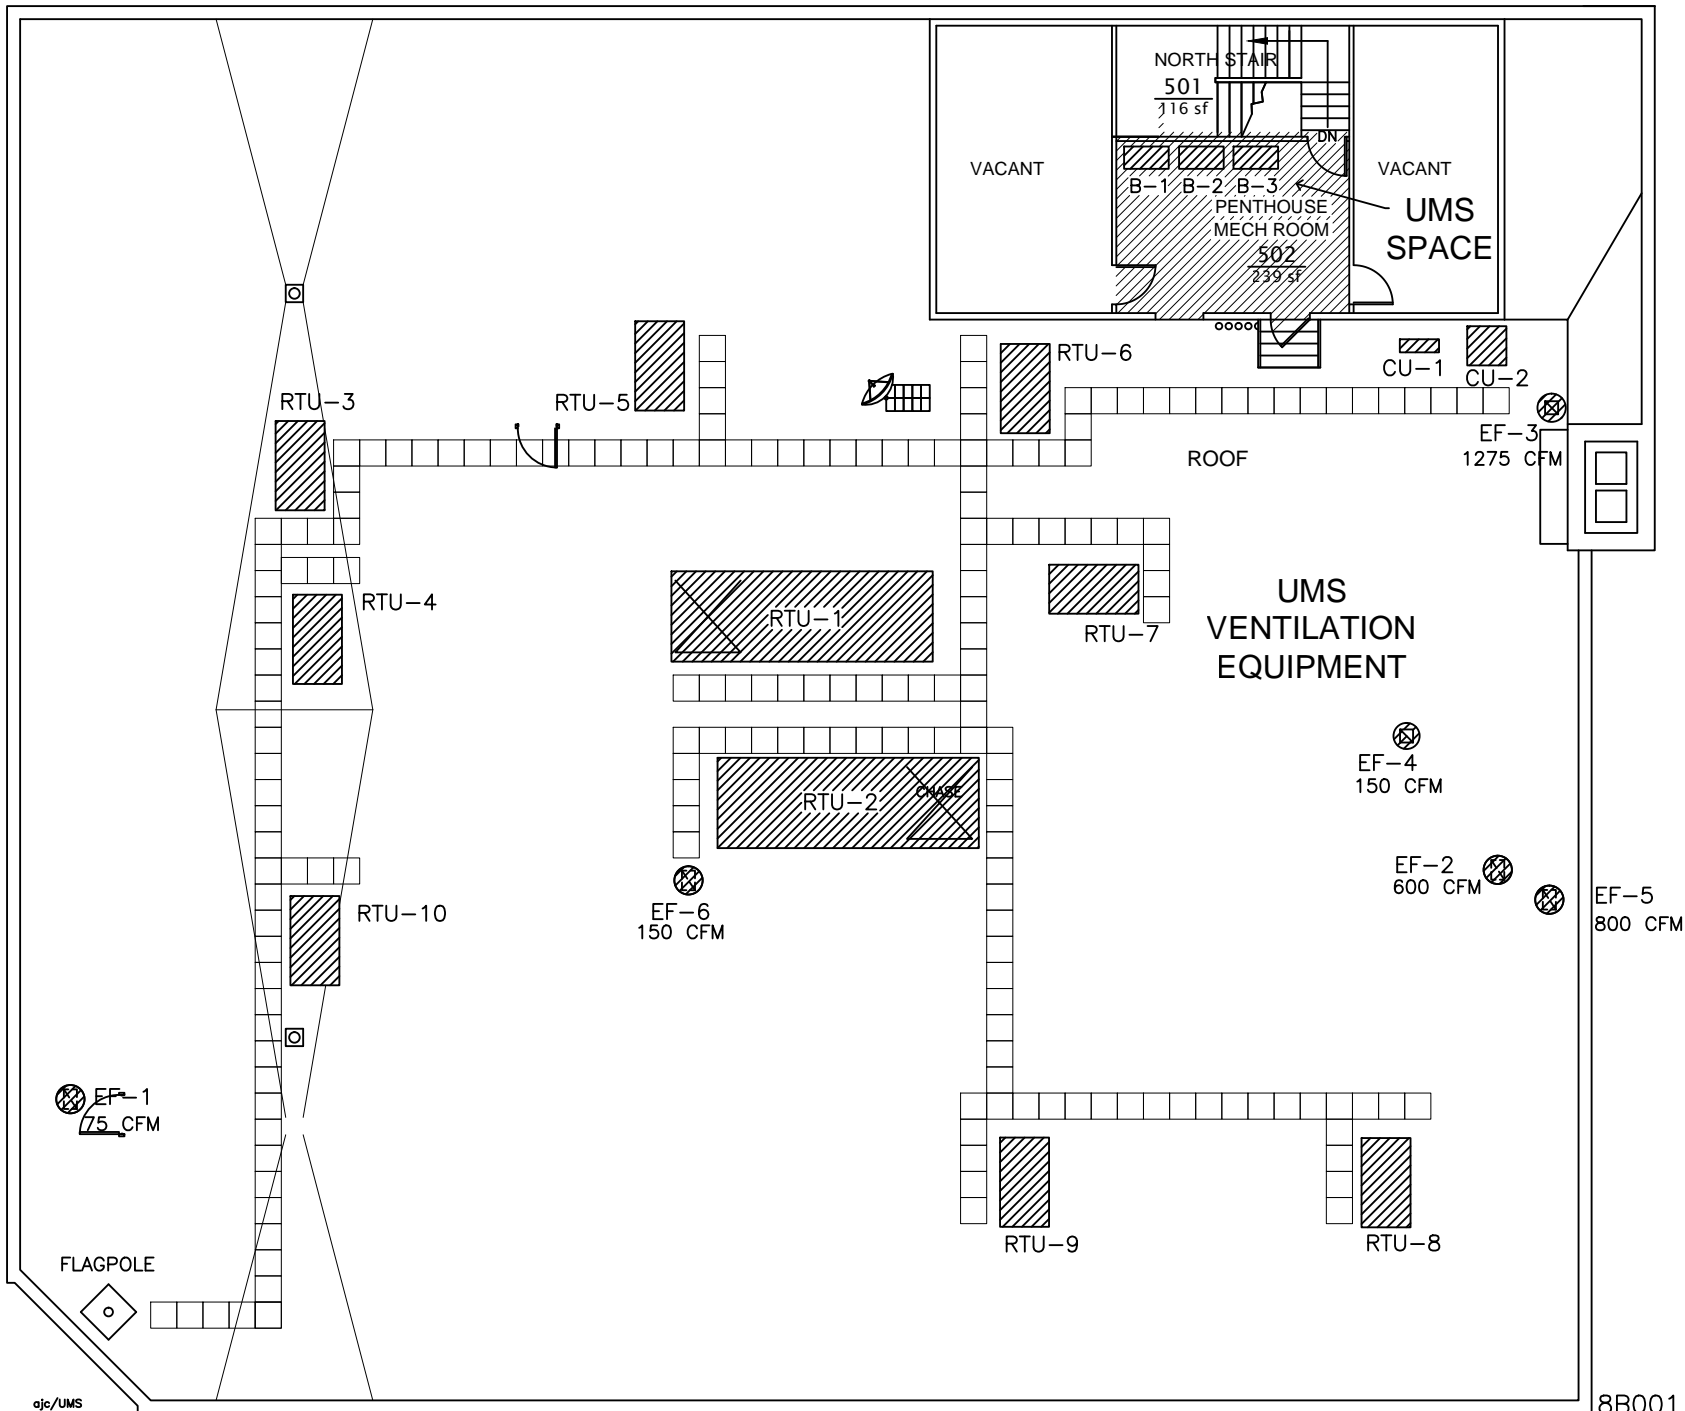 NORTH STAIR
501
116 sf
DN
VACANT
VACANT
B-1 B-2 B-3
PENTHOUSE
MECH ROOM
502
239 sf
UMS
SPACE
RTU-6
CU-1
CU-2
RTU-3
RTU-5
EF-3
1275 CFM
ROOF
RTU-4
RTU-1
RTU-7
UMS
VENTILATION
EQUIPMENT
EF-4
150 CFM
RTU-2
CHASE
EF-2
600 CFM
EF-5
800 CFM
RTU-10
EF-6
150 CFM
EF-1
75 CFM
RTU-9
RTU-8
FLAGPOLE
ajc/UMS
8B001